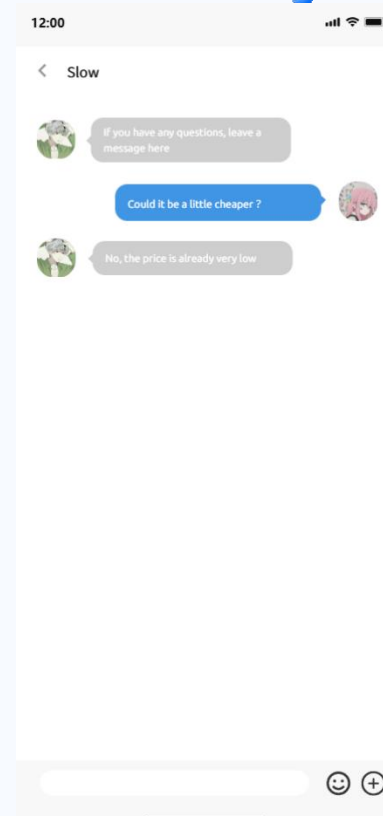 12:00
Slow
If you have any questions, leave a
message here
Could it be a little cheaper ?
No, the price is already very low